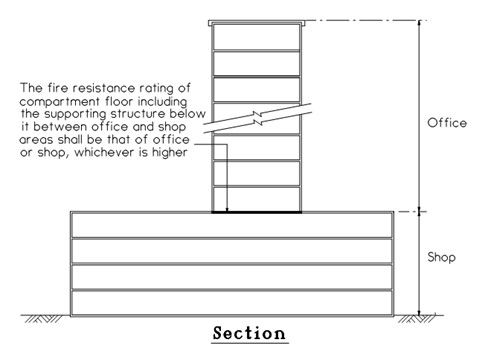 The fire resistance rating of
compartment floor including
the supporting structure below
it between office and shop
areas shall be that of office
or shop, whichever is higher
Office
Shop
Section